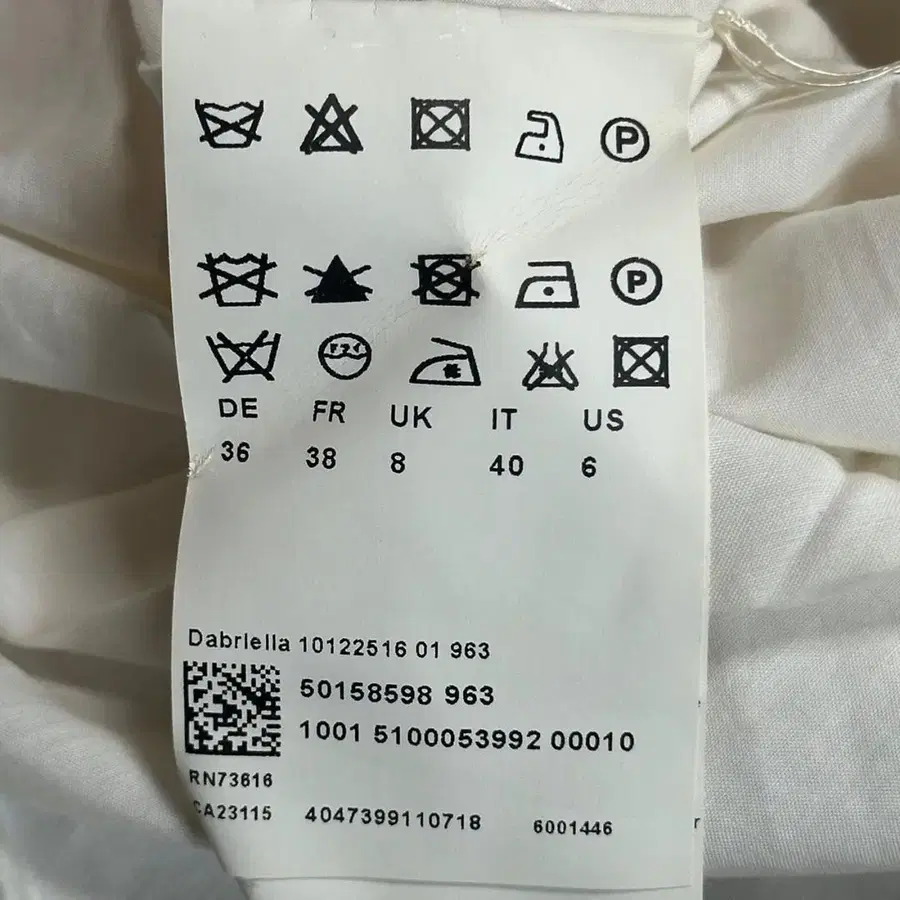 P
P
DE FR UK IT US
36 38 8 40 6
Dabriella 10122516 01 963
50158598 963
1001 5100053992 00010
RN73616
CA23115 4047399110718 6001446